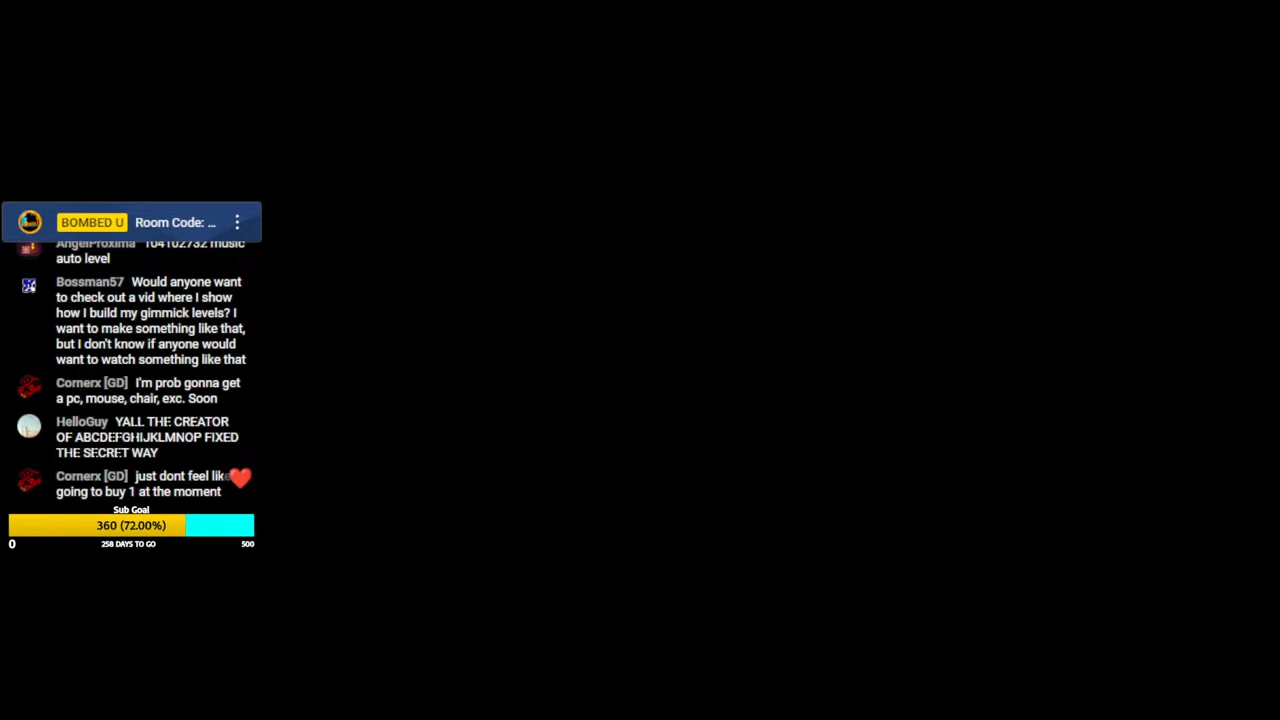 BOMBED U Room Code: ...
AngelProxima 104102732 music
auto level
Bossman57 Would anyone want
to check out a vid where I show
how I build my gimmick levels? I
want to make something like that,
but I don't know if anyone would
want to watch something like that
Cornerx [GD] I'm prob gonna get
a pc, mouse, chair, exc. Soon
HelloGuy YALL THE CREATOR
OF ABCDEFGHIJKLMNOP FIXED
THE SECRET WAY
Cornerx [GD] just dont feel like
going to buy 1 at the moment
Sub Goal
360 (72.00%)
0 258 DAYS TO GO 500